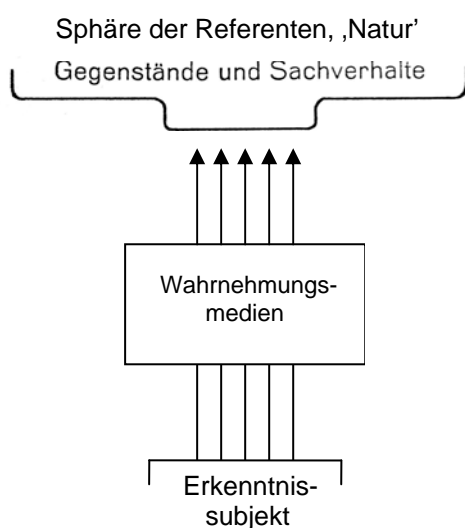 Sphäre der Referenten, ‚Natur’
Gegenstände und Sachverhalte
Wahrnehmungs-
medien
Erkenntnis-
subjekt